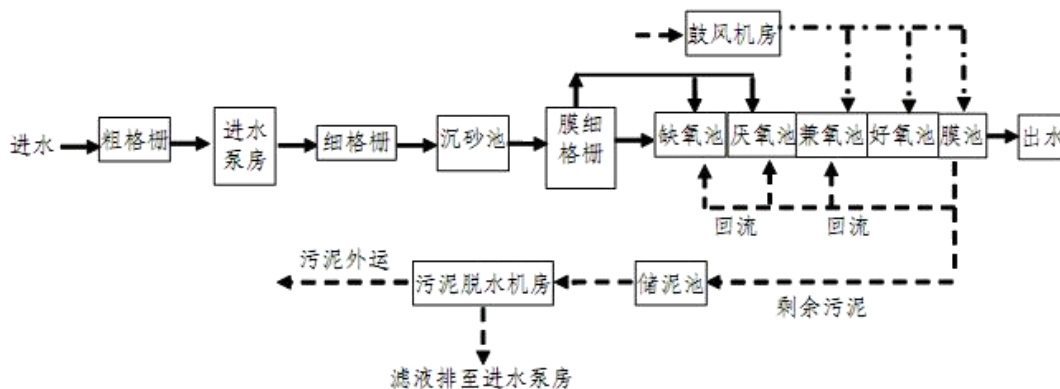 鼓风机房
进水
粗格栅
进水
泵房
细格栅
沉砂池
膜细
格栅
缺氧池
厌氧池
兼氧池
好氧池
膜池
出水
回流
回流
污泥外运
污泥脱水机房
储泥池
剩余污泥
滤液排至进水泵房